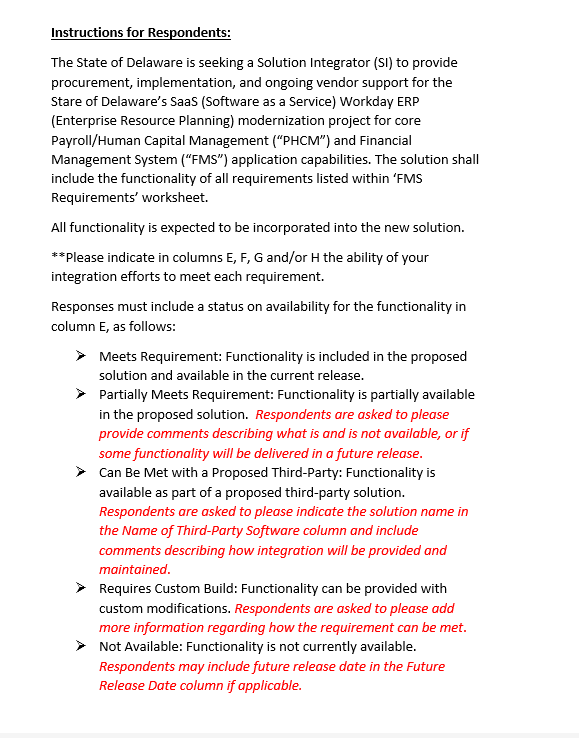 Instructions for Respondents:
The State of Delaware is seeking a Solution Integrator (SI) to provide
procurement, implementation, and ongoing vendor support for the
Stare of Delaware's SaaS (Software as a Service) Workday ERP
(Enterprise Resource Planning) modernization project for core
Payroll/Human Capital Management ("PHCM") and Financial
Management System ("FMS") application capabilities. The solution shall
include the functionality of all requirements listed within 'FMS
Requirements' worksheet.
All functionality is expected to be incorporated into the new solution.
**Please indicate in columns E, F, G and/or H the ability of your
integration efforts to meet each requirement.
Responses must include a status on availability for the functionality in
column E, as follows:
➢ Meets Requirement: Functionality is included in the proposed
solution and available in the current release.
➢ Partially Meets Requirement: Functionality is partially available
in the proposed solution.  Respondents are asked to please
provide comments describing what is and is not available, or if
some functionality will be delivered in a future release.
➢ Can Be Met with a Proposed Third-Party: Functionality is
available as part of a proposed third-party solution.
Respondents are asked to please indicate the solution name in
the Name of Third-Party Software column and include
comments describing how integration will be provided and
maintained.
➢ Requires Custom Build: Functionality can be provided with
custom modifications. Respondents are asked to please add
more information regarding how the requirement can be met.
➢ Not Available: Functionality is not currently available.
Respondents may include future release date in the Future
Release Date column if applicable.